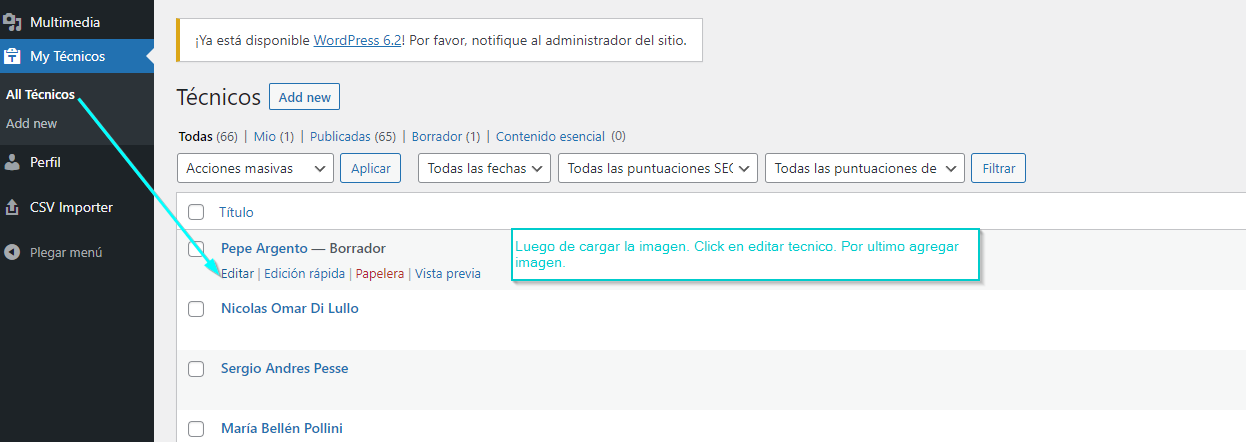 Multimedia
My Técnicos
All Técnicos
Add new
Perfil
CSV Importer
Plegar menú
¡Ya está disponible WordPress 6.2! Por favor, notifique al administrador del sitio.
Técnicos Add new
Todas (66) | Mio (1) | Publicadas (65) | Borrador (1) | Contenido esencial (0)
Acciones masivas Aplicar Todas las fechas Todas las puntuaciones SEO Todas las puntuaciones de Filtrar
Título
Pepe Argento — Borrador
Editar | Edición rápida | Papelera | Vista previa
Luego de cargar la imagen. Click en editar tecnico. Por ultimo agregar
imagen.
Nicolas Omar Di Lullo
Sergio Andres Pesse
María Bellén Pollini